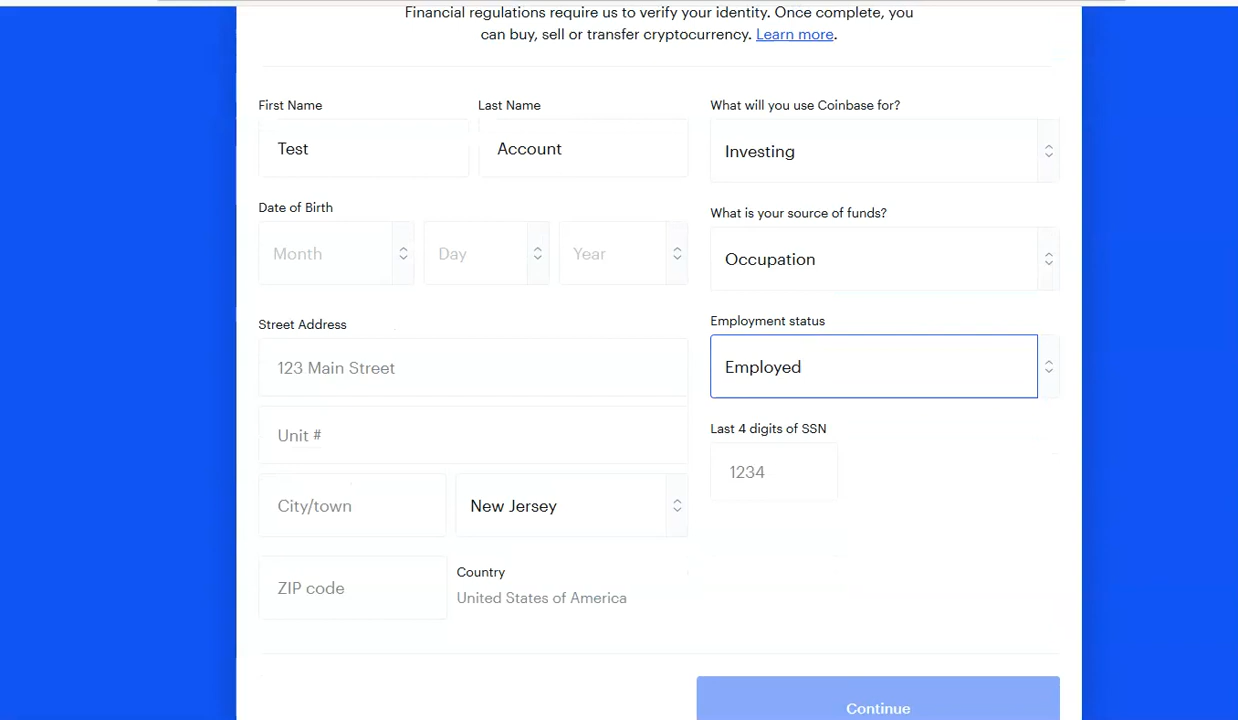 Financial regulations require us to verify your identity. Once complete, you
can buy, sell or transfer cryptocurrency. Learn more.
First Name
Last Name
Test
Account
Date of Birth
Month
Day
Year
Street Address
123 Main Street
Unit #
City/town
New Jersey
ZIP code
Country
United States of America
What will you use Coinbase for?
Investing
What is your source of funds?
Occupation
Employment status
Employed
Last 4 digits of SSN
1234
Continue